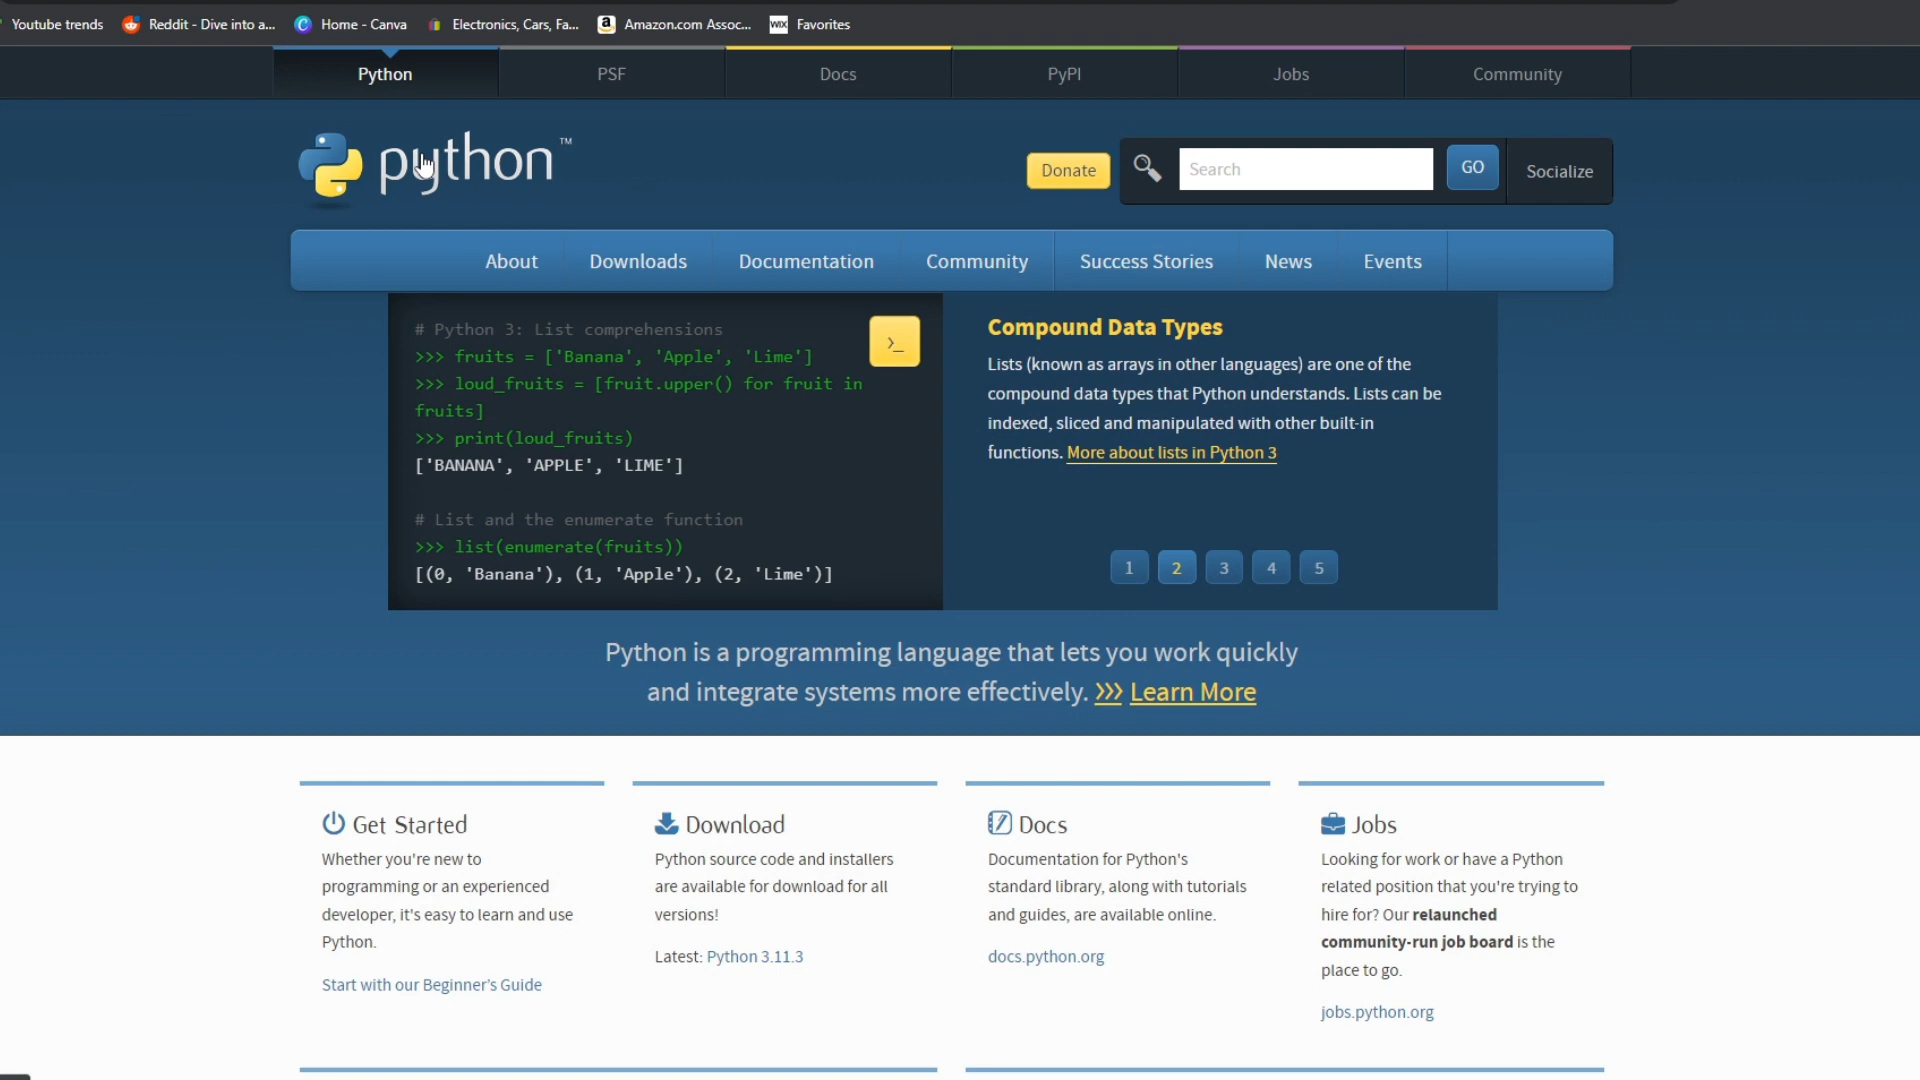 Youtube trends Reddit - Dive into a... Home - Canva Electronics, Cars, Fa... Amazon.com Assoc... WIX Favorites
Python PSF Docs PyPI Jobs Community
python™
Donate Search GO Socialize
About Downloads Documentation Community Success Stories News Events
# Python 3: List comprehensions
>>> fruits = ['Banana', 'Apple', 'Lime']
>>> loud_fruits = [fruit.upper() for fruit in
fruits]
>>> print(loud_fruits)
['BANANA', 'APPLE', 'LIME']
# List and the enumerate function
>>> list(enumerate(fruits))
[(0, 'Banana'), (1, 'Apple'), (2, 'Lime')]
>_
Compound Data Types
Lists (known as arrays in other languages) are one of the
compound data types that Python understands. Lists can be
indexed, sliced and manipulated with other built-in
functions. More about lists in Python 3
1 2 3 4 5
Python is a programming language that lets you work quickly
and integrate systems more effectively. >>> Learn More
Get Started
Whether you're new to
programming or an experienced
developer, it's easy to learn and use
Python.
Start with our Beginner's Guide
Download
Python source code and installers
are available for download for all
versions!
Latest: Python 3.11.3
Docs
Documentation for Python's
standard library, along with tutorials
and guides, are available online.
docs.python.org
Jobs
Looking for work or have a Python
related position that you're trying to
hire for? Our relaunched
community-run job board is the
place to go.
jobs.python.org